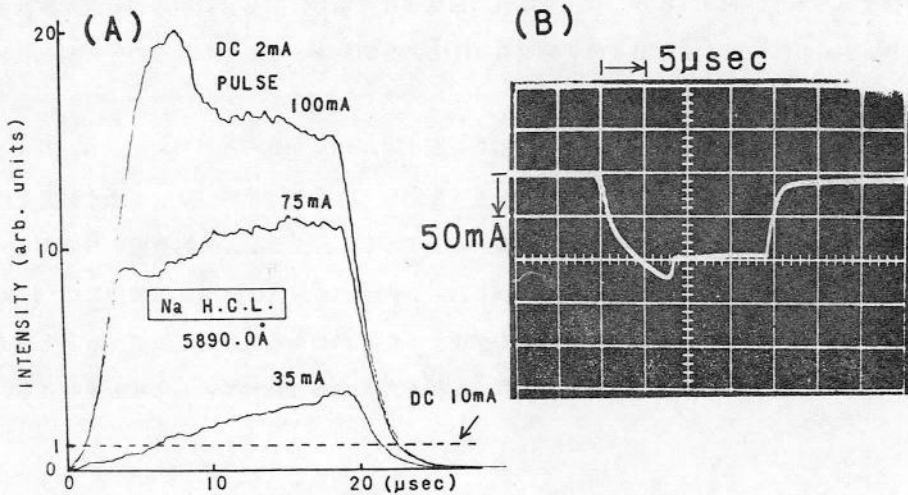 (A)
20
DC 2mA
PULSE
100mA
75mA
10
INTENSITY (arb. units)
Na H.C.L.
5890.0Å
35mA
DC 10mA
1
0
0
10
20
(μsec)
(B)
5μsec
50mA